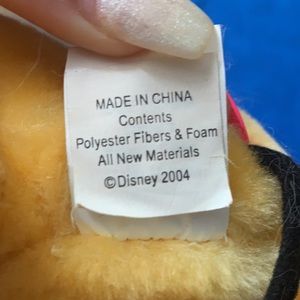 MADE IN CHINA
Contents
Polyester Fibers & Foam
All New Materials
©Disney 2004